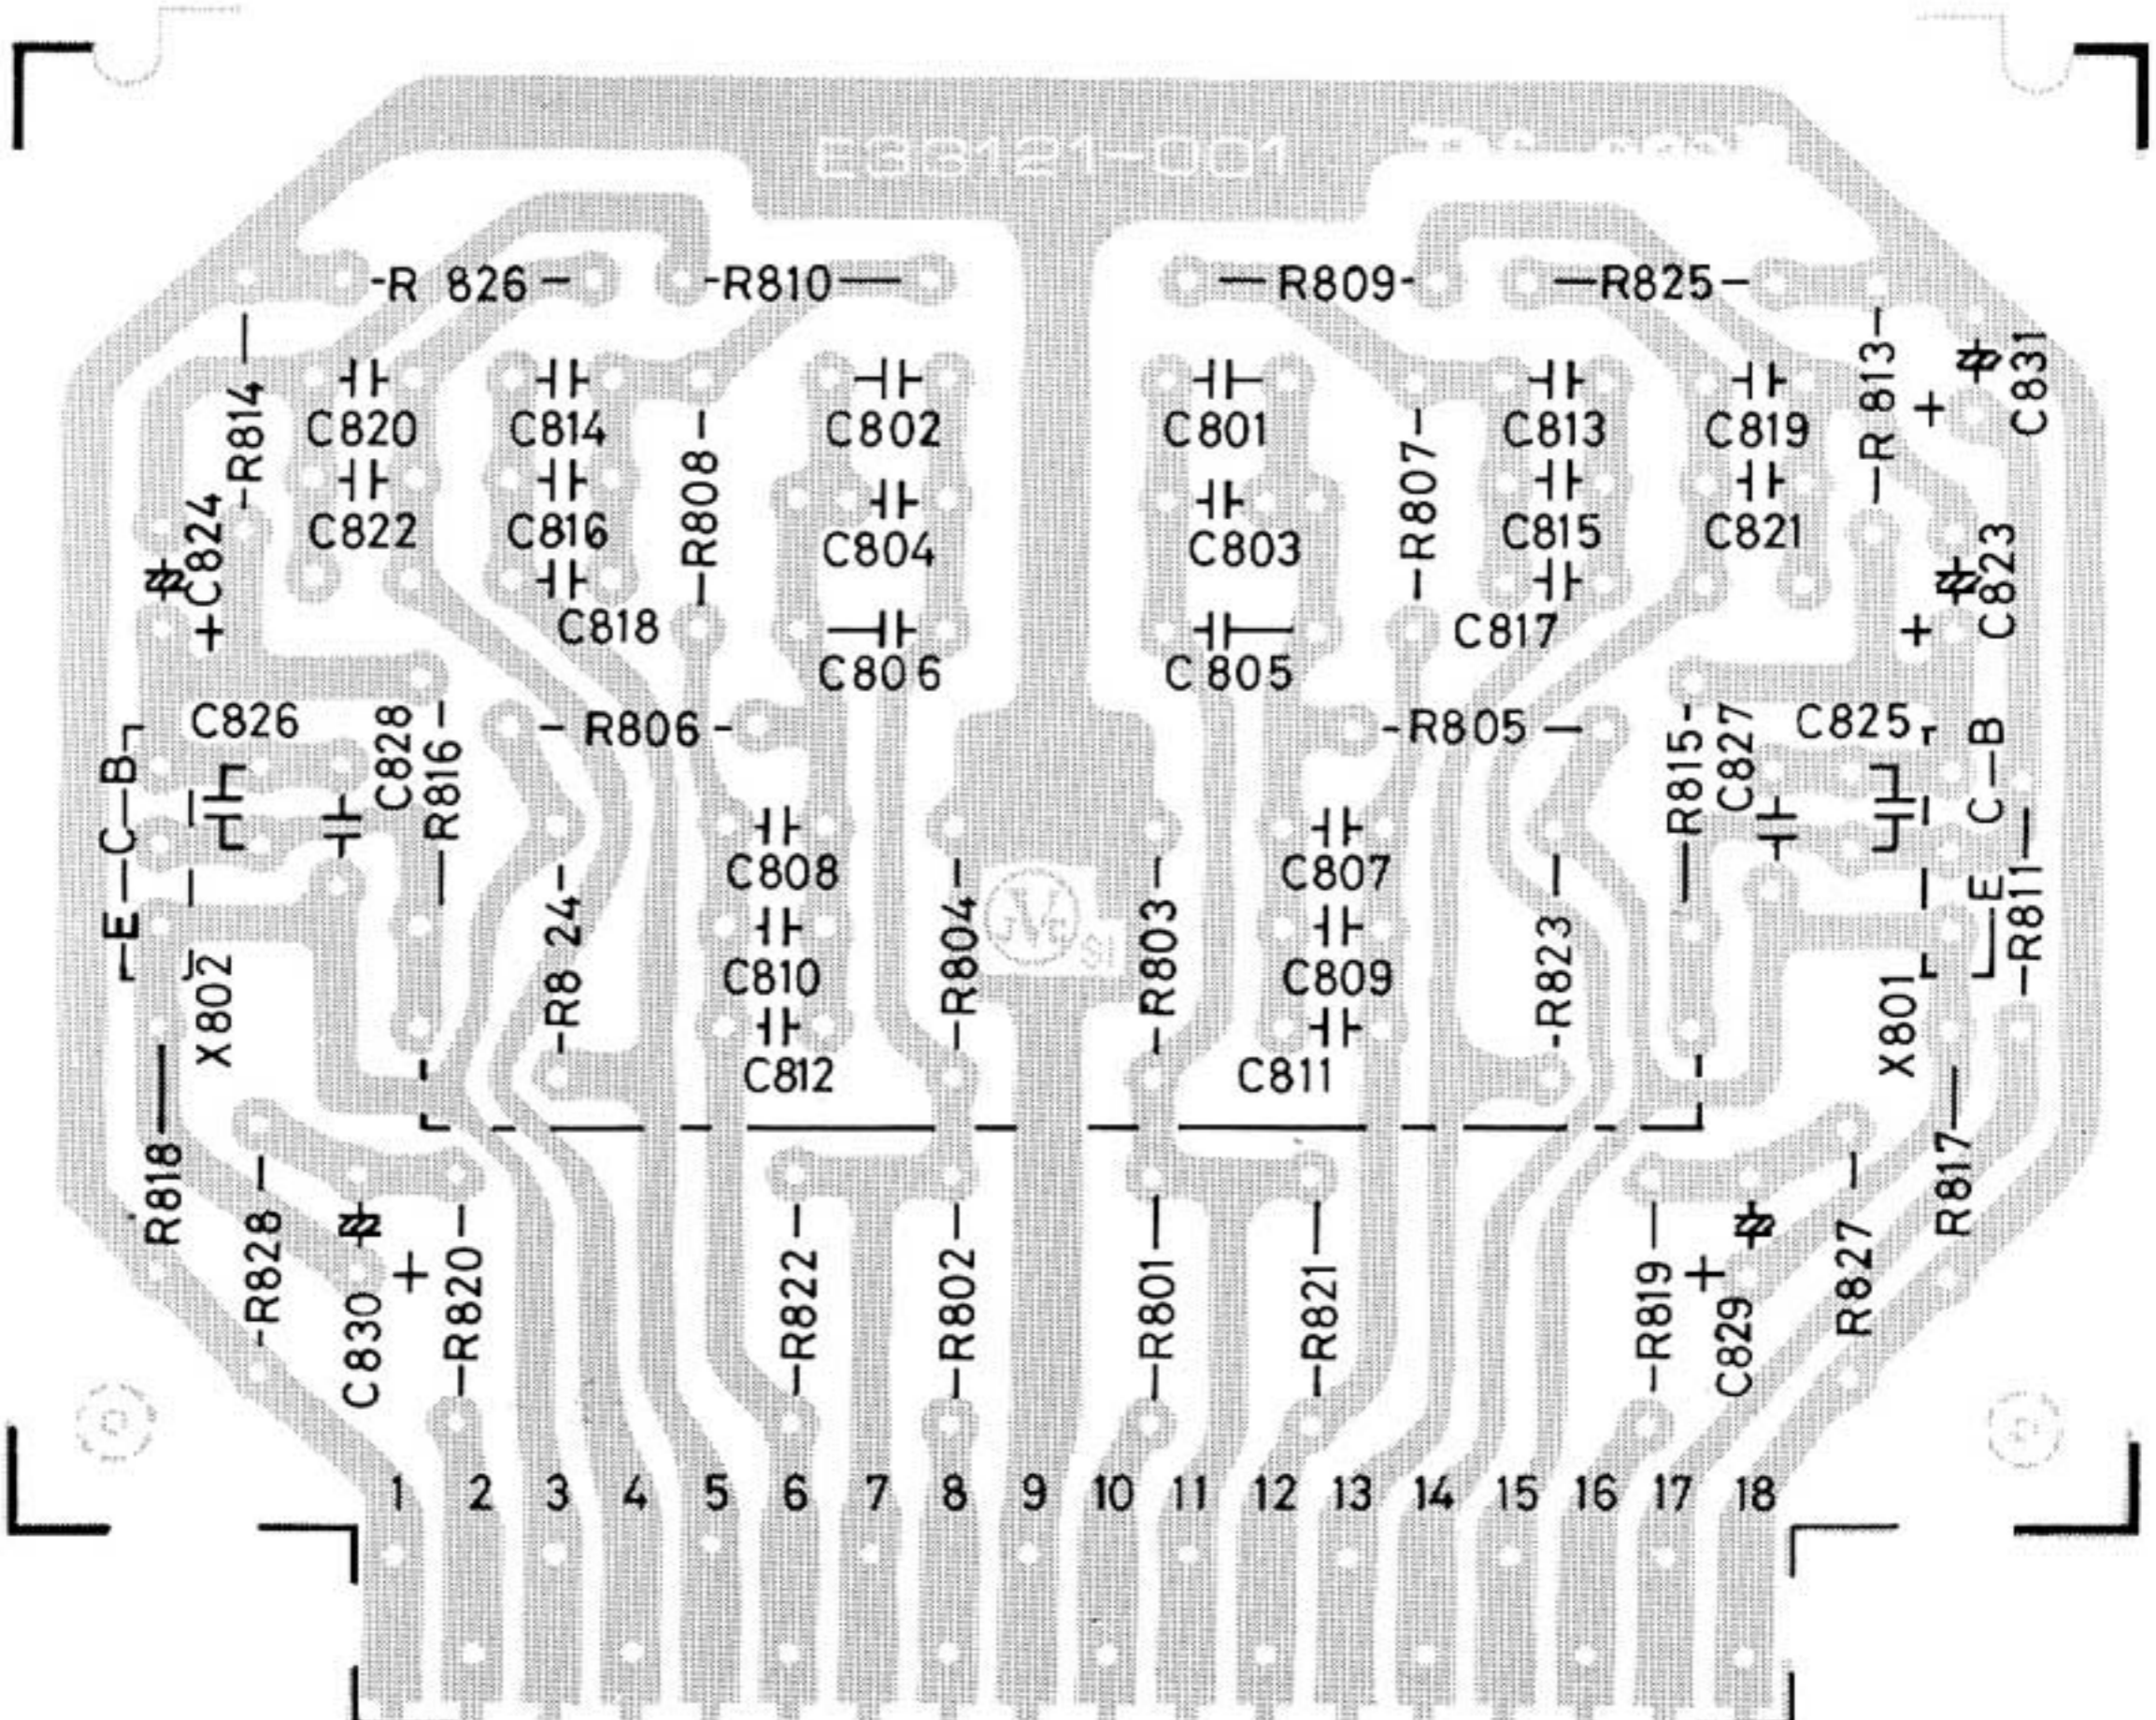 E33121-001
-R 826- -R810— —R809- —R825-
C820 C814 C802 C801 C813 C819
—R814- -R808— -R807— -R813— + C831
C822 C816 C804 C803 C815 C821
+C824 C818 C806 C805 C817 + C823
C826 C828 R816- -R806- -R805— R815- C827 C825
E—C—B C—B
E
C808 C807
-R824- R804- R803- R823— R811—
X802 C810 C809 X801
C812 C811
R818 R828— C830 + R820— R822— R802— R801— R821— R819— + C829 R827— R817—
1 2 3 4 5 6 7 8 9 10 11 12 13 14 15 16 17 18